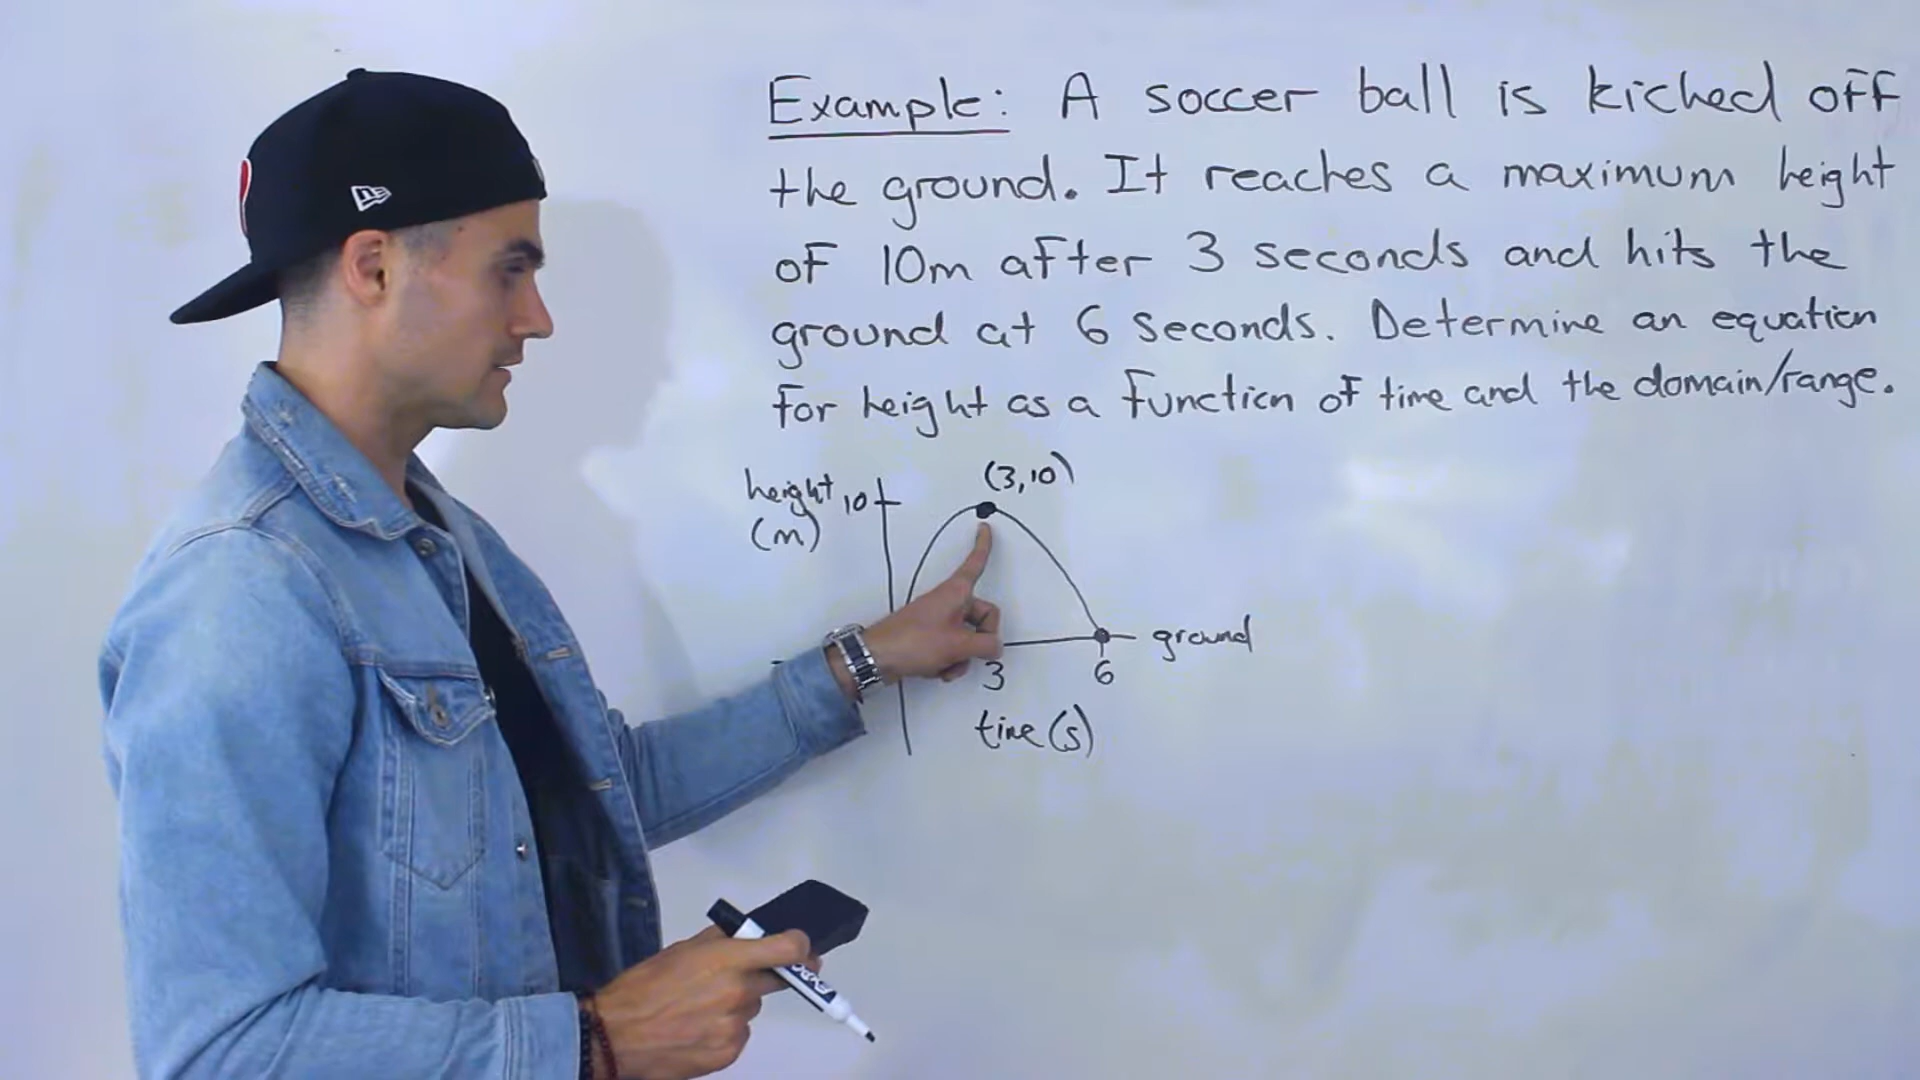 Example: A soccer ball is kicked off
the ground. It reaches a maximum height
of 10m after 3 seconds and hits the
ground at 6 seconds. Determine an equation
for height as a function of time and the domain/range.
(3,10)
height 10
(m)
ground
3 6
time (s)
EXPO